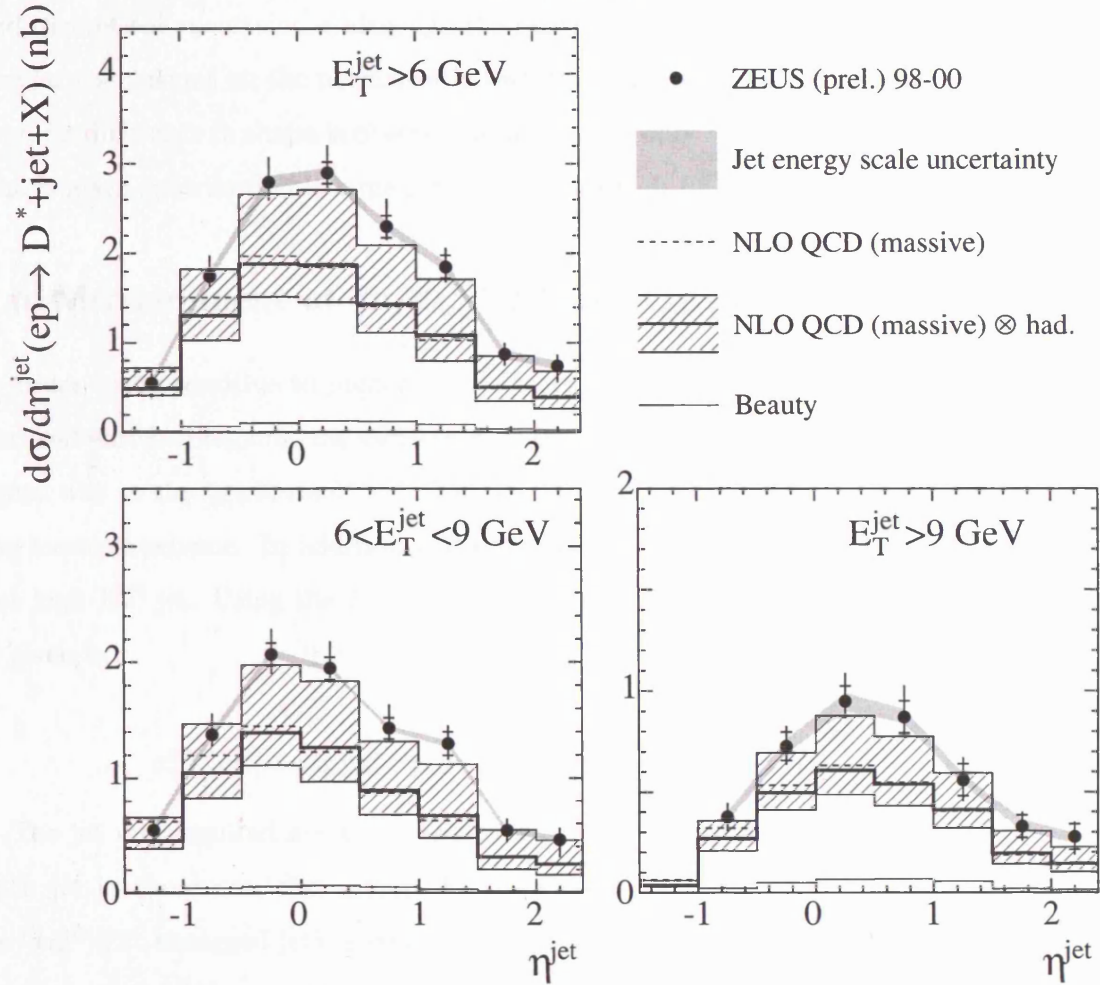 dσ/dη^jet (ep → D* +jet+X) (nb)
E_T^jet >6 GeV
4
3
2
1
0
-1 0 1 2
ZEUS (prel.) 98-00
Jet energy scale uncertainty
NLO QCD (massive)
NLO QCD (massive) ⊗ had.
Beauty
6<E_T^jet <9 GeV
3
2
1
0
-1 0 1 2
η^jet
E_T^jet >9 GeV
2
1
0
-1 0 1 2
η^jet